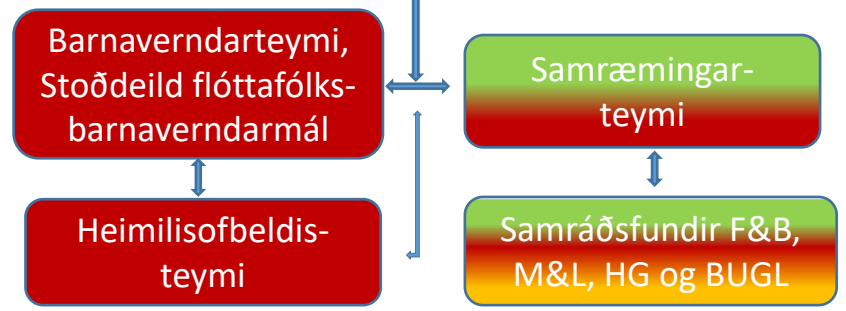 Barnaverndarteymi,
Stoðdeild flóttafólks-
barnaverndarmál
Samræmingar-
teymi
Heimilisofbeldis-
teymi
Samráðsfundir F&B,
M&L, HG og BUGL